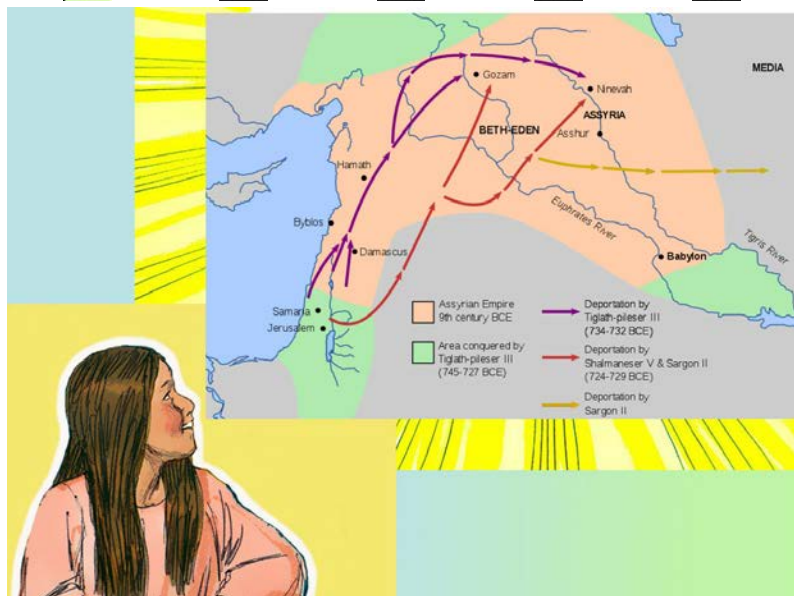 MEDIA
Gozam
Ninevah
ASSYRIA
BETH-EDEN
Asshur
Hamath
Byblos
Euphrates River
Tigris River
Damascus
Babylon
Samaria
Jerusalem
Assyrian Empire
9th century BCE
Area conquered by
Tiglath-pileser III
(745-727 BCE)
Deportation by
Tiglath-pileser III
(734-732 BCE)
Deportation by
Shalmaneser V & Sargon II
(724-729 BCE)
Deportation by
Sargon II